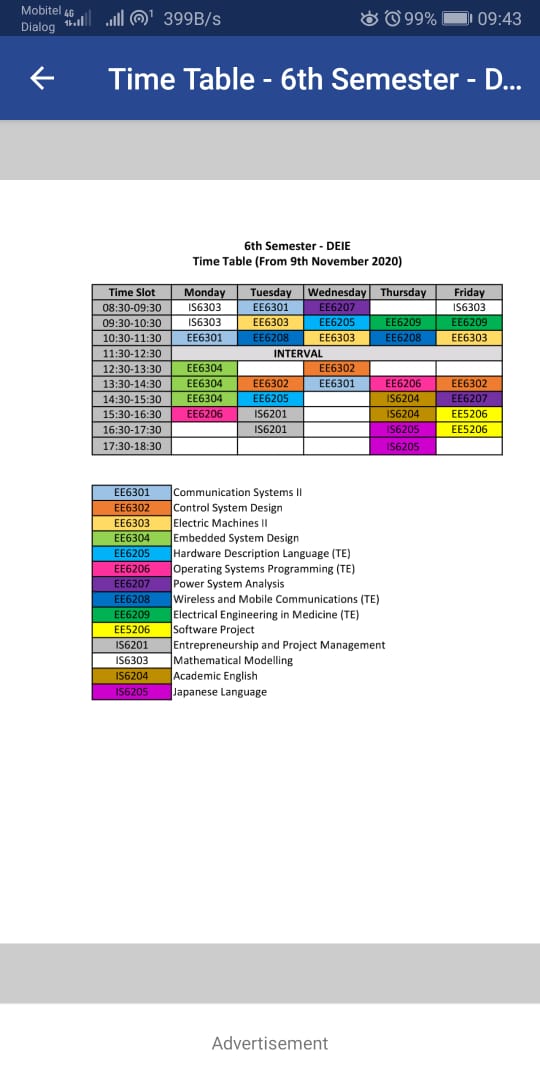 Mobitel 4G 1 399B/s 99% 09:43
Dialog
Time Table - 6th Semester - D...
6th Semester - DEIE
Time Table (From 9th November 2020)
Time Slot Monday Tuesday Wednesday Thursday Friday
08:30-09:30 IS6303 EE6301 EE6207 IS6303
09:30-10:30 IS6303 EE6303 EE6205 EE6209 EE6209
10:30-11:30 EE6301 EE6208 EE6303 EE6208 EE6303
11:30-12:30 INTERVAL
12:30-13:30 EE6304 EE6302
13:30-14:30 EE6304 EE6302 EE6301 EE6206 EE6302
14:30-15:30 EE6304 EE6205 IS6204 EE6207
15:30-16:30 EE6206 IS6201 IS6204 EE5206
16:30-17:30 IS6201 IS6205 EE5206
17:30-18:30 IS6205
EE6301 Communication Systems II
EE6302 Control System Design
EE6303 Electric Machines II
EE6304 Embedded System Design
EE6205 Hardware Description Language (TE)
EE6206 Operating Systems Programming (TE)
EE6207 Power System Analysis
EE6208 Wireless and Mobile Communications (TE)
EE6209 Electrical Engineering in Medicine (TE)
EE5206 Software Project
IS6201 Entrepreneurship and Project Management
IS6303 Mathematical Modelling
IS6204 Academic English
IS6205 Japanese Language
Advertisement